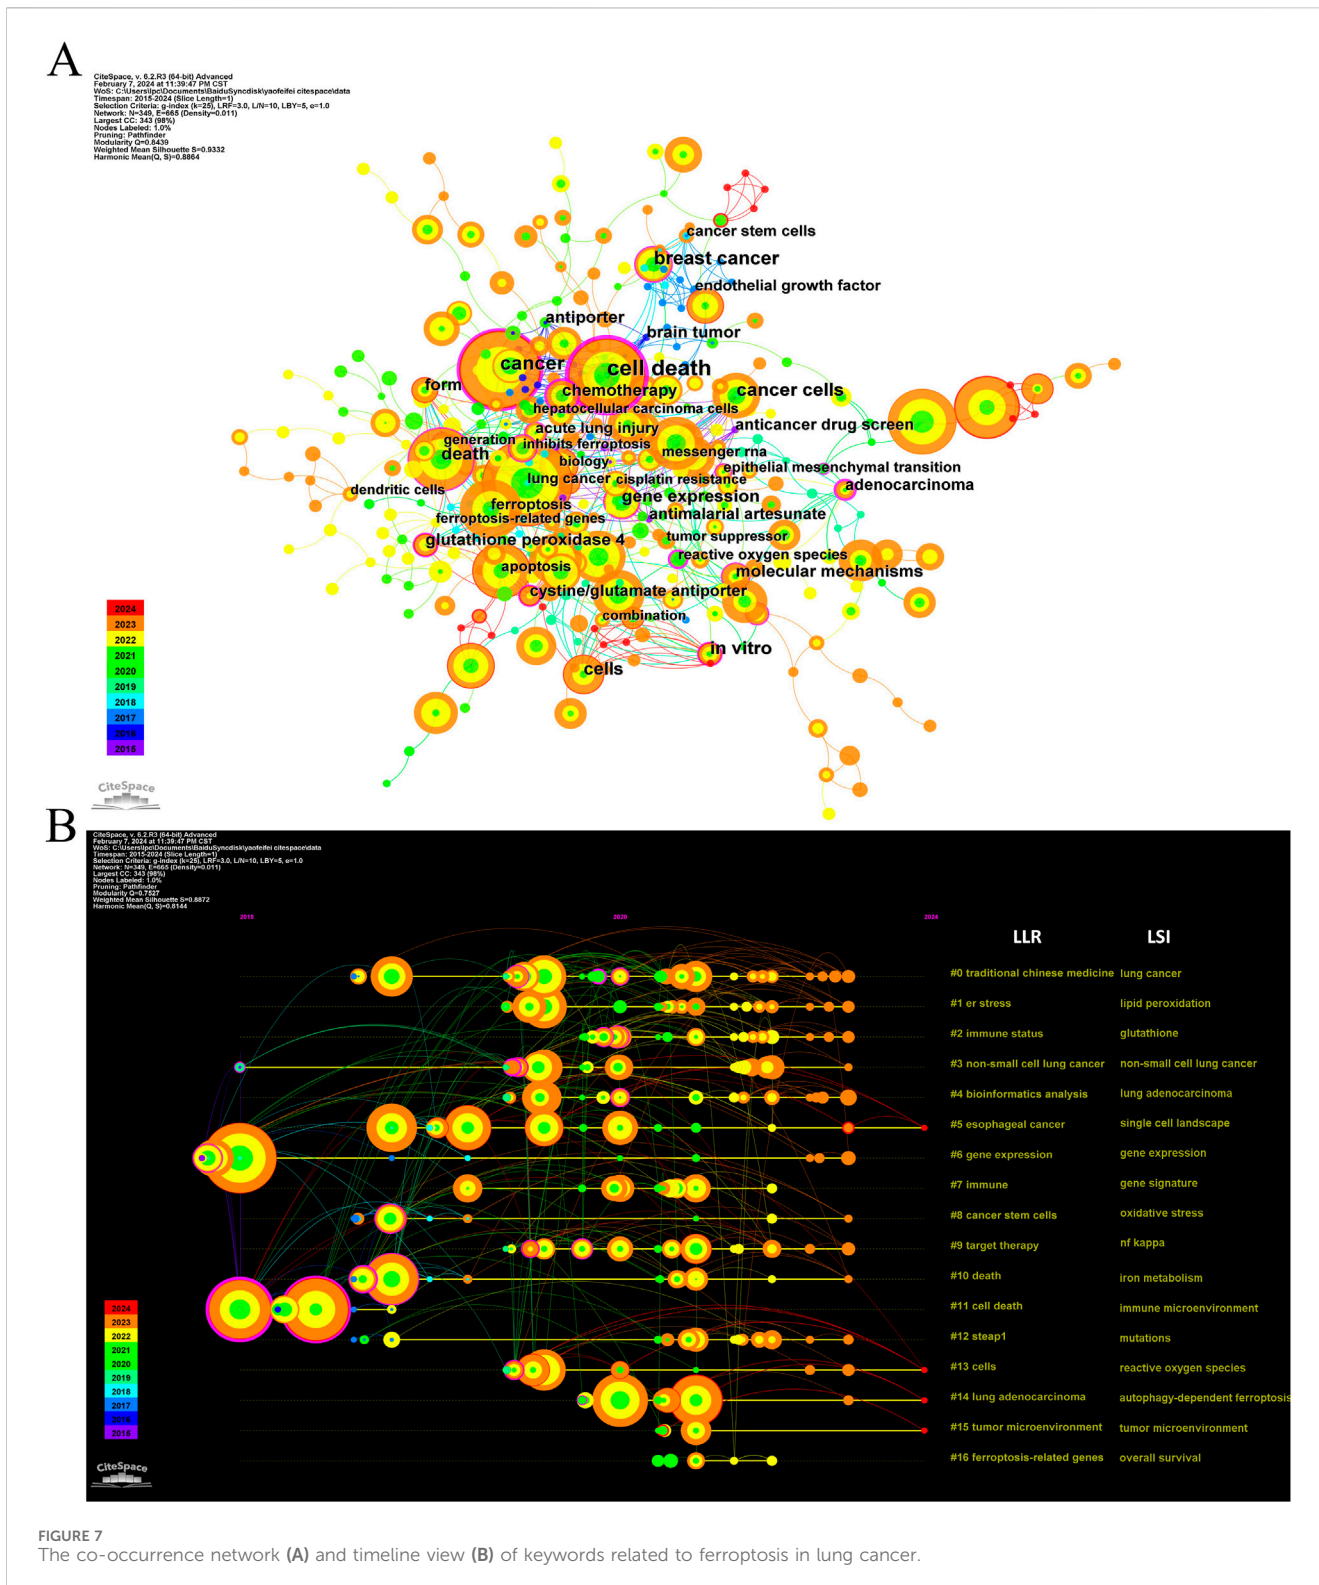 A
CiteSpace, v. 6.2.R3 (64-bit) Advanced
February 7, 2024 at 11:39:47 PM CST
WoS: C:\Users\lpc\Documents\BaiduSyncdisk\yaofeifei citespace\data
Timespan: 2015-2024 (Slice Length=1)
Selection Criteria: g-index (k=25), LRF=3.0, L/N=10, LBY=5, e=1.0
Network: N=349, E=665 (Density=0.011)
Largest CC: 343 (98%)
Nodes Labeled: 1.0%
Pruning: Pathfinder
Modularity Q=0.8439
Weighted Mean Silhouette S=0.9332
Harmonic Mean(Q, S)=0.8864
cancer stem cells
breast cancer
endothelial growth factor
antiporter
brain tumor
cancer
cell death
form
chemotherapy
cancer cells
hepatocellular carcinoma cells
acute lung injury
anticancer drug screen
generation
inhibits ferroptosis
death
messenger rna
biology
epithelial mesenchymal transition
lung cancer
cisplatin resistance
adenocarcinoma
dendritic cells
gene expression
ferroptosis
antimalarial artesunate
ferroptosis-related genes
tumor suppressor
glutathione peroxidase 4
reactive oxygen species
apoptosis
molecular mechanisms
cystine/glutamate antiporter
combination
in vitro
cells
2024
2023
2022
2021
2020
2019
2018
2017
2016
2015
CiteSpace
B
CiteSpace, v. 6.2.R3 (64-bit) Advanced
February 7, 2024 at 11:39:47 PM CST
WoS: C:\Users\lpc\Documents\BaiduSyncdisk\yaofeifei citespace\data
Timespan: 2015-2024 (Slice Length=1)
Selection Criteria: g-index (k=25), LRF=3.0, L/N=10, LBY=5, e=1.0
Network: N=349, E=665 (Density=0.011)
Largest CC: 343 (98%)
Nodes Labeled: 1.0%
Pruning: Pathfinder
Modularity Q=0.7527
Weighted Mean Silhouette S=0.8872
Harmonic Mean(Q, S)=0.8144
2015 2020 2024
LLR LSI
#0 traditional chinese medicine lung cancer
#1 er stress lipid peroxidation
#2 immune status glutathione
#3 non-small cell lung cancer non-small cell lung cancer
#4 bioinformatics analysis lung adenocarcinoma
#5 esophageal cancer single cell landscape
#6 gene expression gene expression
#7 immune gene signature
#8 cancer stem cells oxidative stress
#9 target therapy nf kappa
#10 death iron metabolism
#11 cell death immune microenvironment
#12 steap1 mutations
#13 cells reactive oxygen species
#14 lung adenocarcinoma autophagy-dependent ferroptosis
#15 tumor microenvironment tumor microenvironment
#16 ferroptosis-related genes overall survival
2024
2023
2022
2021
2020
2019
2018
2017
2016
2015
CiteSpace
FIGURE 7
The co-occurrence network (A) and timeline view (B) of keywords related to ferroptosis in lung cancer.